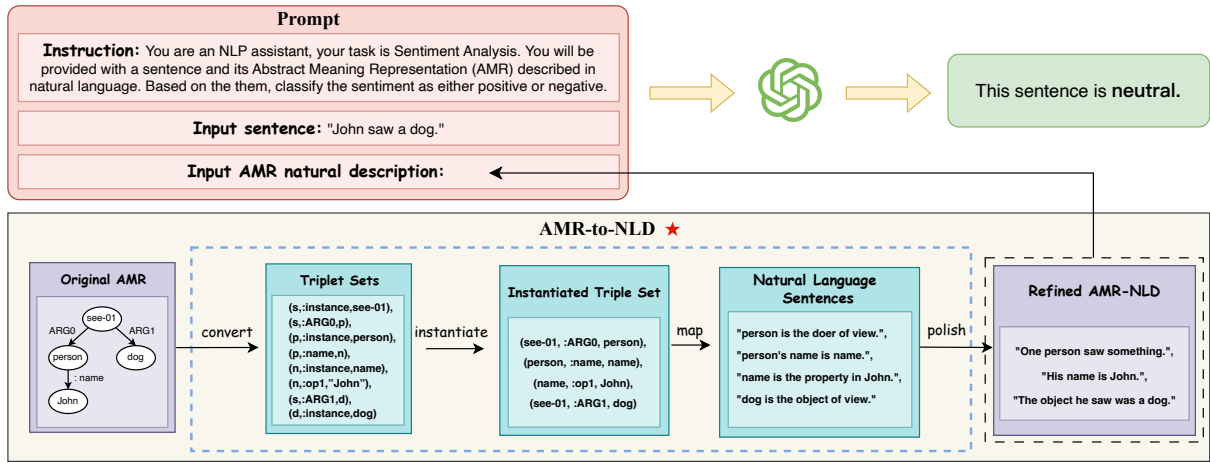 Prompt
Instruction: You are an NLP assistant, your task is Sentiment Analysis. You will be
provided with a sentence and its Abstract Meaning Representation (AMR) described in
natural language. Based on the them, classify the sentiment as either positive or negative.
Input sentence: "John saw a dog."
Input AMR natural description:
This sentence is neutral.
AMR-to-NLD
Original AMR
see-01
ARG0
ARG1
person
dog
: name
John
convert
Triplet Sets
(s,:instance,see-01),
(s,:ARG0,p),
(p,:instance,person),
(p,:name,n),
(n,:instance,name),
(n,:op1,"John"),
(s,:ARG1,d),
(d,:instance,dog)
instantiate
Instantiated Triple Set
(see-01, :ARG0, person),
(person, :name, name),
(name, :op1, John),
(see-01, :ARG1, dog)
map
Natural Language
Sentences
"person is the doer of view.",
"person's name is name.",
"name is the property in John.",
"dog is the object of view."
polish
Refined AMR-NLD
"One person saw something.",
"His name is John.",
"The object he saw was a dog."